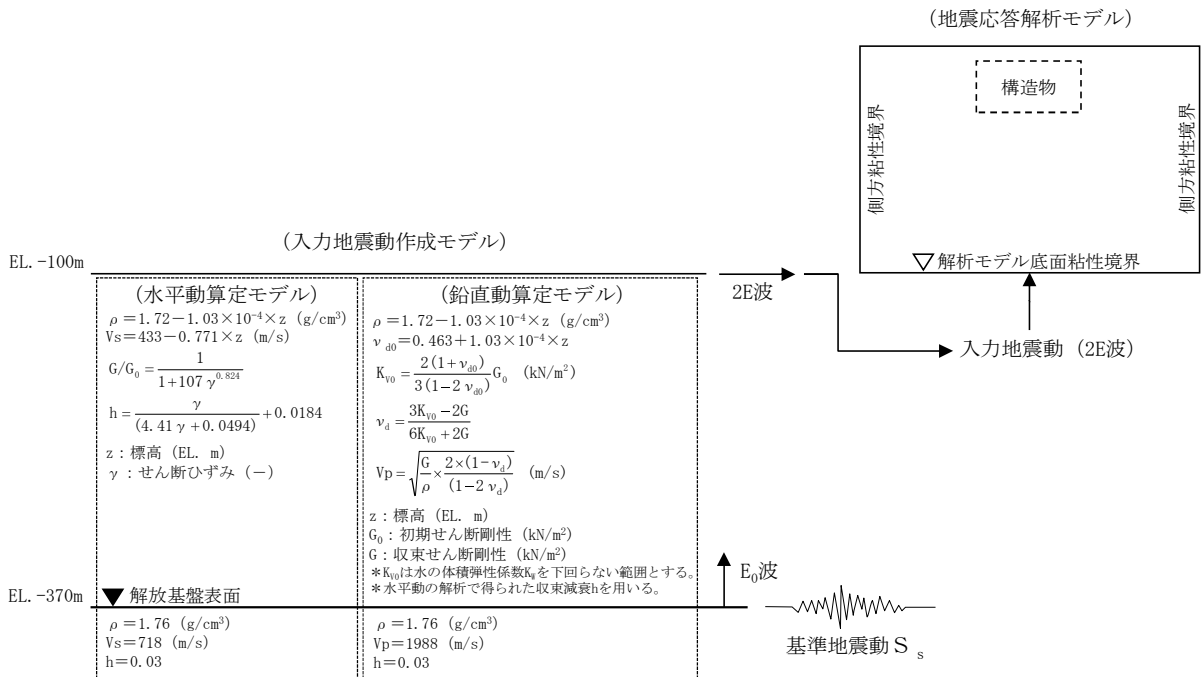 (地震応答解析モデル)
構造物
側方粘性境界
側方粘性境界
▽解析モデル底面粘性境界
(入力地震動作成モデル)
EL.-100m
2E波
入力地震動(2E波)
(水平動算定モデル)
ρ=1.72-1.03×10⁻⁴×z (g/cm³)
Vs=433-0.771×z (m/s)
G/G₀=1/(1+107γ^0.824)
h=γ/(4.41γ+0.0494)+0.0184
z:標高(EL. m)
γ:せん断ひずみ(-)
(鉛直動算定モデル)
ρ=1.72-1.03×10⁻⁴×z (g/cm³)
ν_d0=0.463+1.03×10⁻⁴×z
K_V0=2(1+ν_d0)/3(1-2ν_d0) G₀ (kN/m²)
ν_d=(3K_V0-2G)/(6K_V0+2G)
Vp=√(G/ρ×2×(1-ν_d)/(1-2ν_d)) (m/s)
z:標高(EL. m)
G₀:初期せん断剛性(kN/m²)
G:収束せん断剛性(kN/m²)
*K_V0は水の体積弾性係数K_Wを下回らない範囲とする。
*水平動の解析で得られた収束減衰hを用いる。
E₀波
EL.-370m
▼解放基盤表面
ρ=1.76 (g/cm³)
Vs=718 (m/s)
h=0.03
ρ=1.76 (g/cm³)
Vp=1988 (m/s)
h=0.03
基準地震動Ss